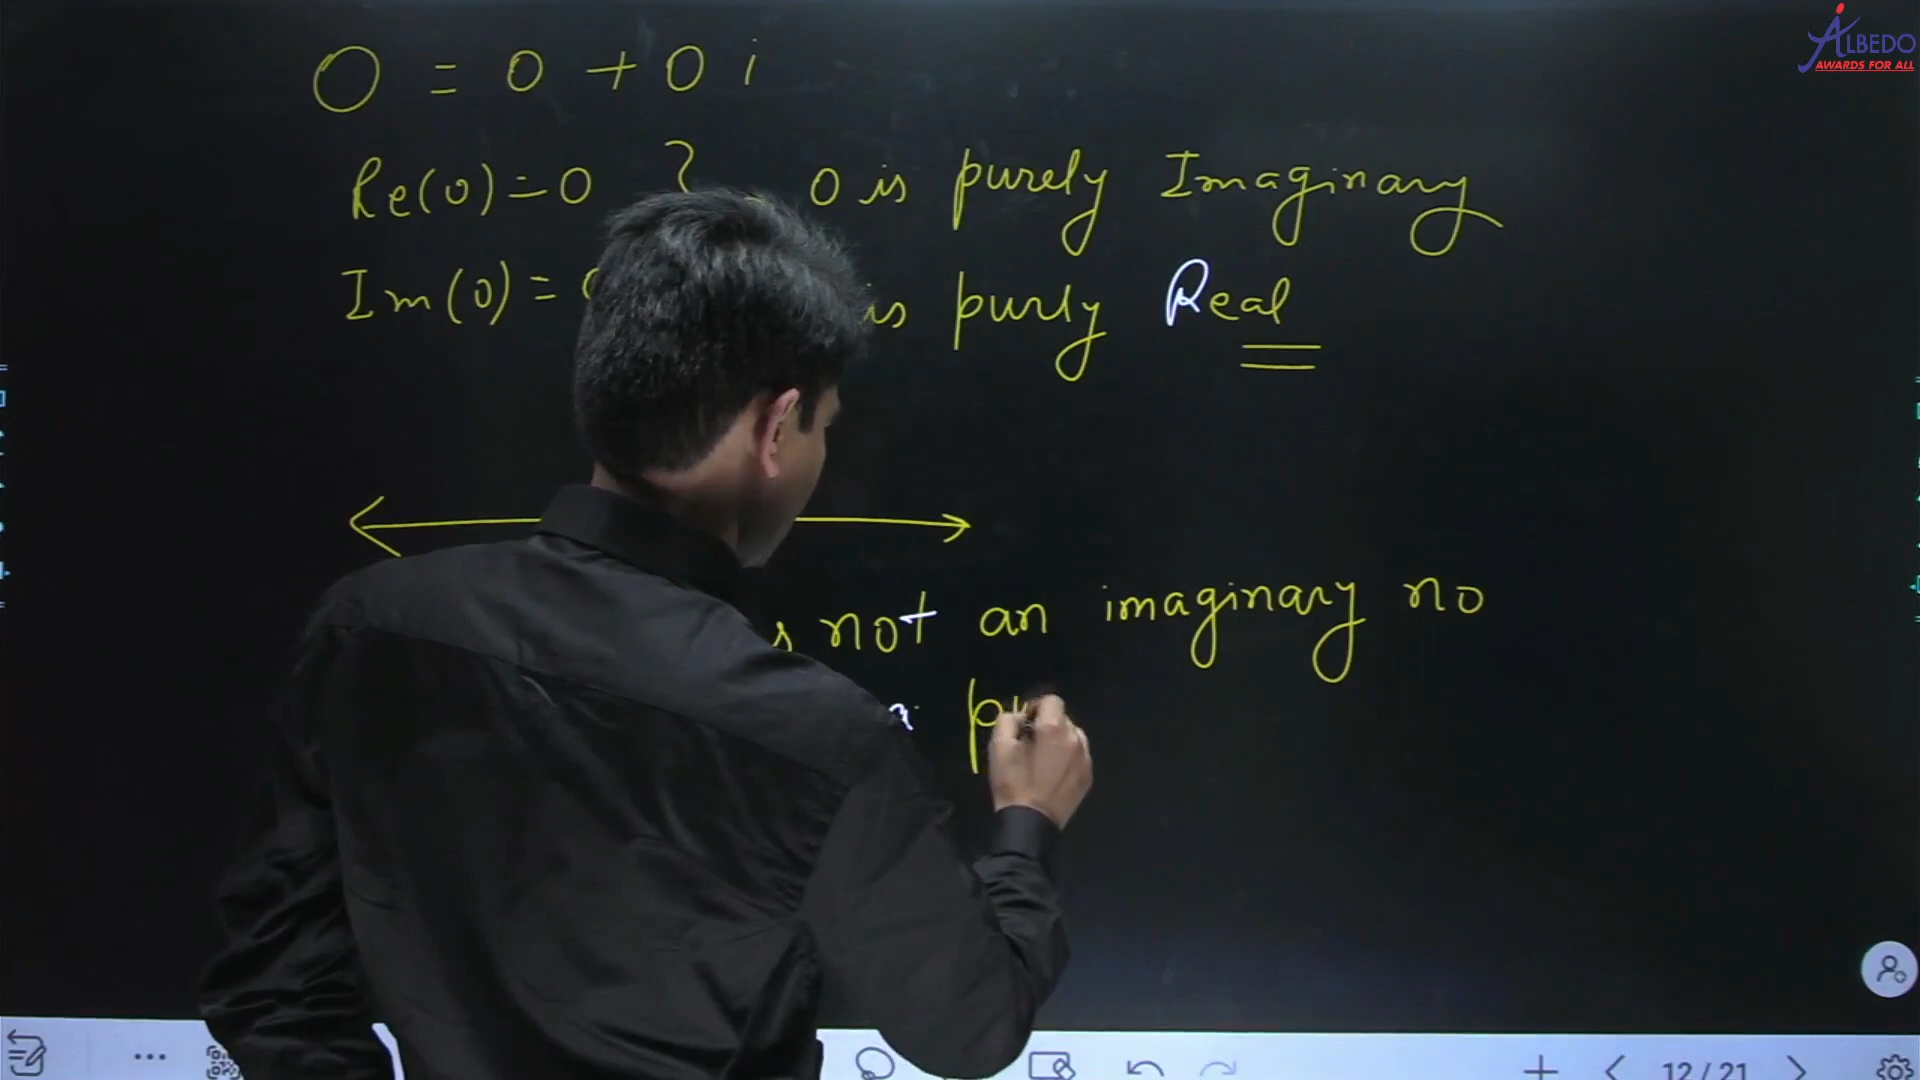 ALBEDO
AWARDS FOR ALL
0 = 0 + 0 i
Re(0) = 0 } 0 is purely Imaginary
Im(0) = is purly Real
not an imaginary no
12/21